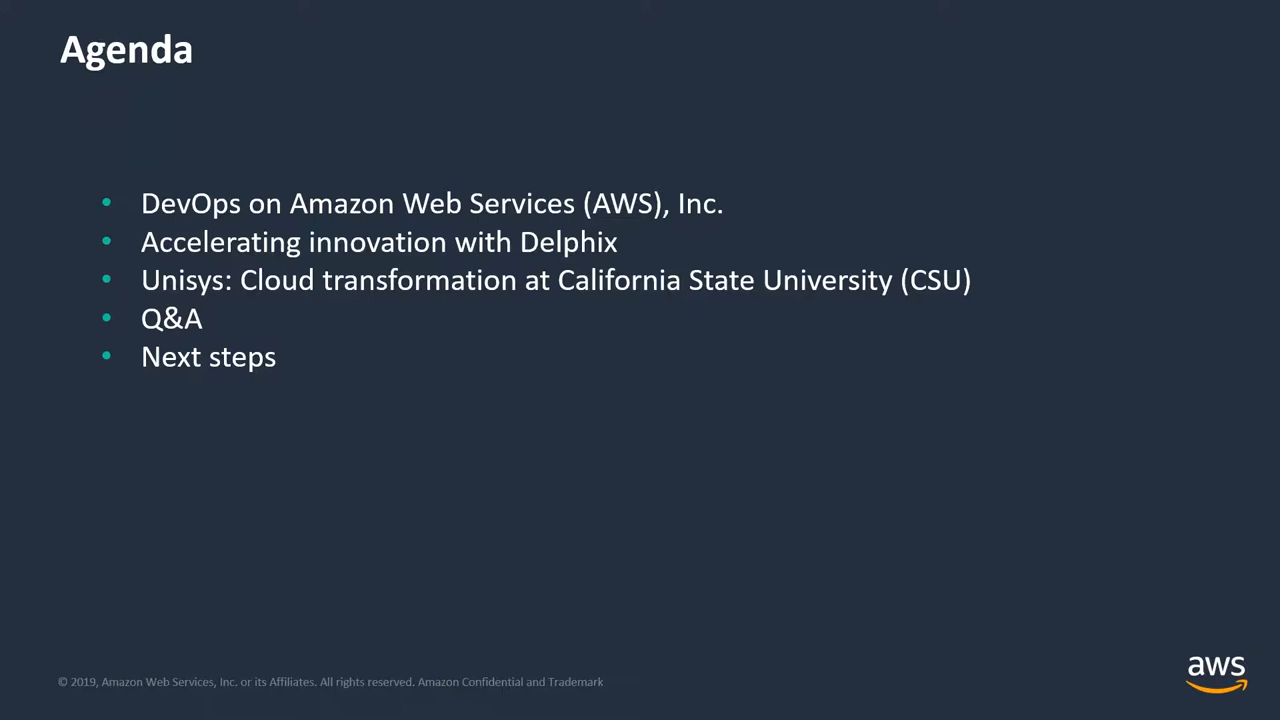 Agenda
• DevOps on Amazon Web Services (AWS), Inc.
• Accelerating innovation with Delphix
• Unisys: Cloud transformation at California State University (CSU)
• Q&A
• Next steps
© 2019, Amazon Web Services, Inc. or its Affiliates. All rights reserved. Amazon Confidential and Trademark
aws